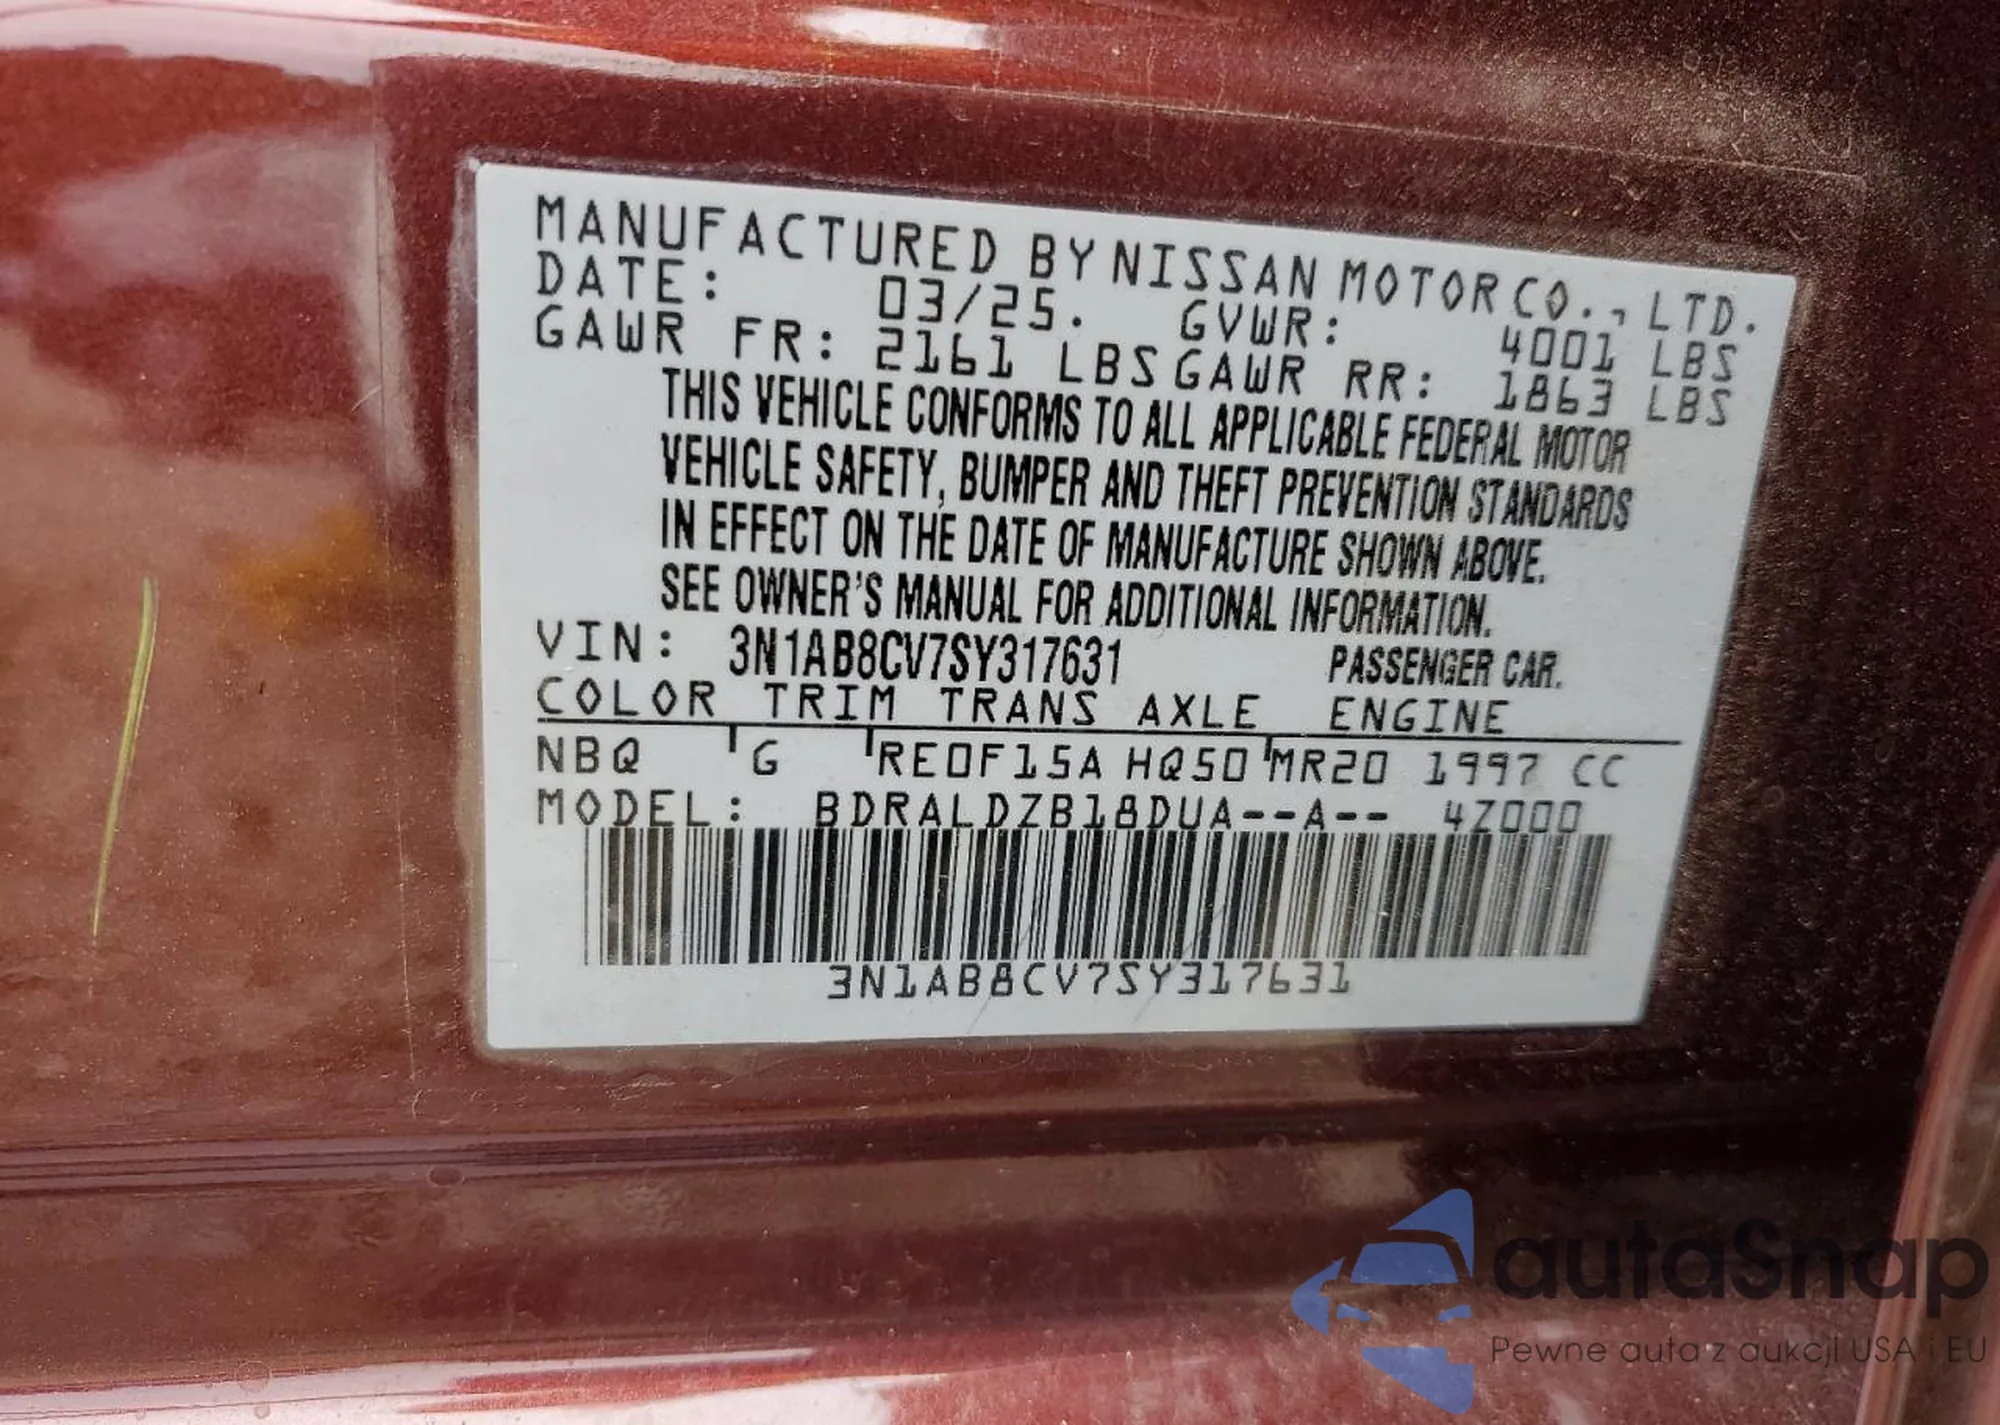 MANUFACTURED BY NISSAN MOTOR CO., LTD.
DATE: 03/25. GVWR: 4001 LBS
GAWR FR: 2161 LBS GAWR RR: 1863 LBS
THIS VEHICLE CONFORMS TO ALL APPLICABLE FEDERAL MOTOR
VEHICLE SAFETY, BUMPER AND THEFT PREVENTION STANDARDS
IN EFFECT ON THE DATE OF MANUFACTURE SHOWN ABOVE.
SEE OWNER'S MANUAL FOR ADDITIONAL INFORMATION.
VIN: 3N1AB8CV7SY317631 PASSENGER CAR.
COLOR TRIM TRANS AXLE ENGINE
NBQ G RE0F15A HQ50 MR20 1997 CC
MODEL: BDRALDZB18DUA--A-- 4Z000
3N1AB8CV7SY317631
autaSnap
Pewne auta z aukcji USA i EU